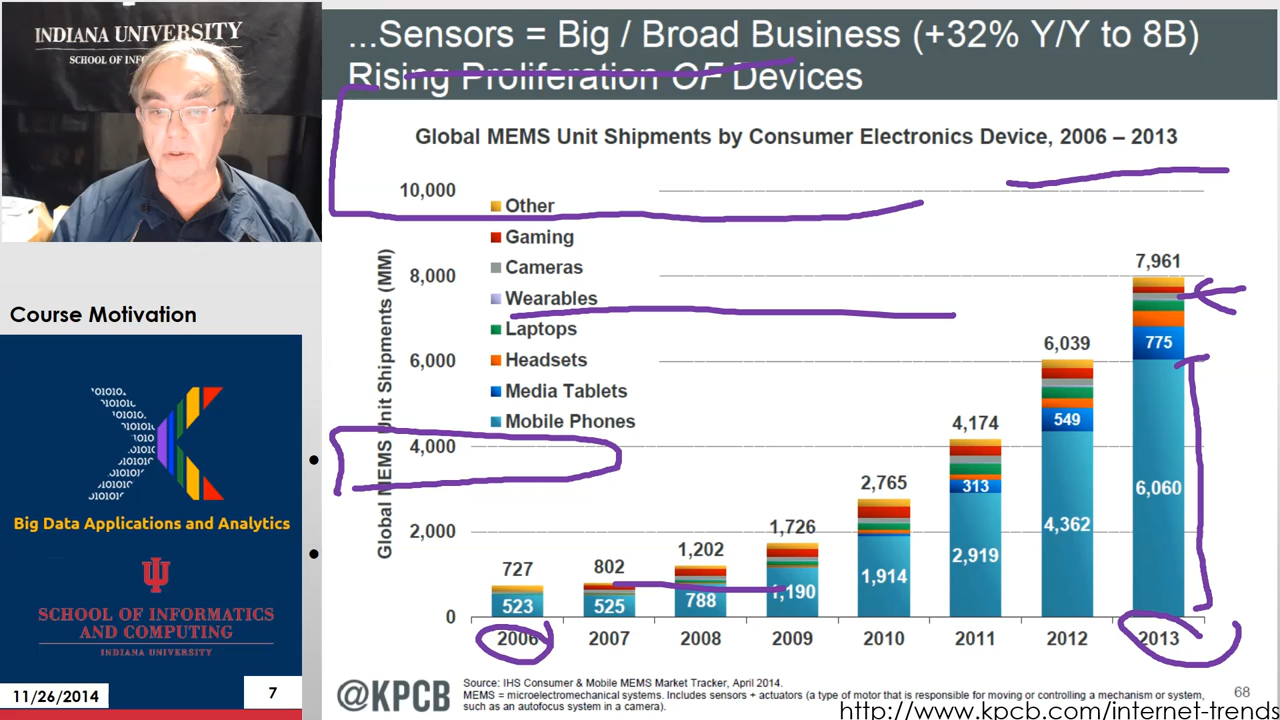 INDIANA UNIVERSITY
SCHOOL OF INF
Course Motivation
Big Data Applications and Analytics
SCHOOL OF INFORMATICS
AND COMPUTING
INDIANA UNIVERSITY
11/26/2014
7
...Sensors = Big / Broad Business (+32% Y/Y to 8B)
Rising Proliferation OF Devices
Global MEMS Unit Shipments by Consumer Electronics Device, 2006 – 2013
Global MEMS Unit Shipments (MM)
10,000
8,000
6,000
4,000
2,000
0
Other
Gaming
Cameras
Wearables
Laptops
Headsets
Media Tablets
Mobile Phones
727
523
802
525
1,202
788
1,726
1,190
2,765
1,914
4,174
313
2,919
6,039
549
4,362
7,961
775
6,060
2006
2007
2008
2009
2010
2011
2012
2013
@KPCB
Source: IHS Consumer & Mobile MEMS Market Tracker, April 2014.
MEMS = microelectromechanical systems. Includes sensors + actuators (a type of motor that is responsible for moving or controlling a mechanism or system,
such as an autofocus system in a camera).
68
http://www.kpcb.com/internet-trends